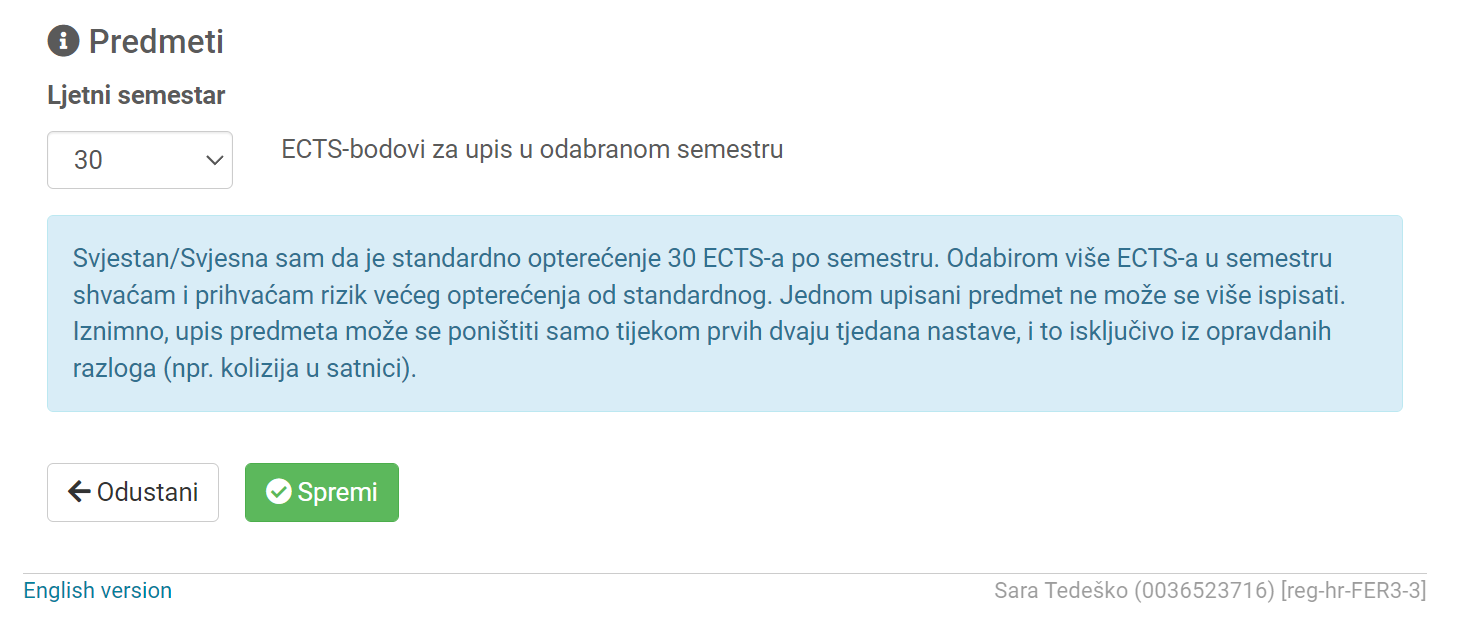 Predmeti
Ljetni semestar
30
ECTS-bodovi za upis u odabranom semestru
Svjestan/Svjesna sam da je standardno opterećenje 30 ECTS-a po semestru. Odabirom više ECTS-a u semestru
shvaćam i prihvaćam rizik većeg opterećenja od standardnog. Jednom upisani predmet ne može se više ispisati.
Iznimno, upis predmeta može se poništiti samo tijekom prvih dvaju tjedana nastave, i to isključivo iz opravdanih
razloga (npr. kolizija u satnici).
Odustani
Spremi
English version
Sara Tedeško (0036523716) [reg-hr-FER3-3]